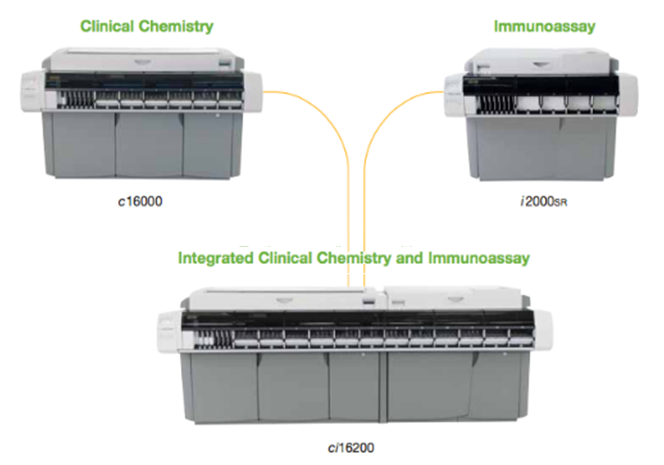 Clinical Chemistry
Immunoassay
c16000
i2000SR
Integrated Clinical Chemistry and Immunoassay
ci16200